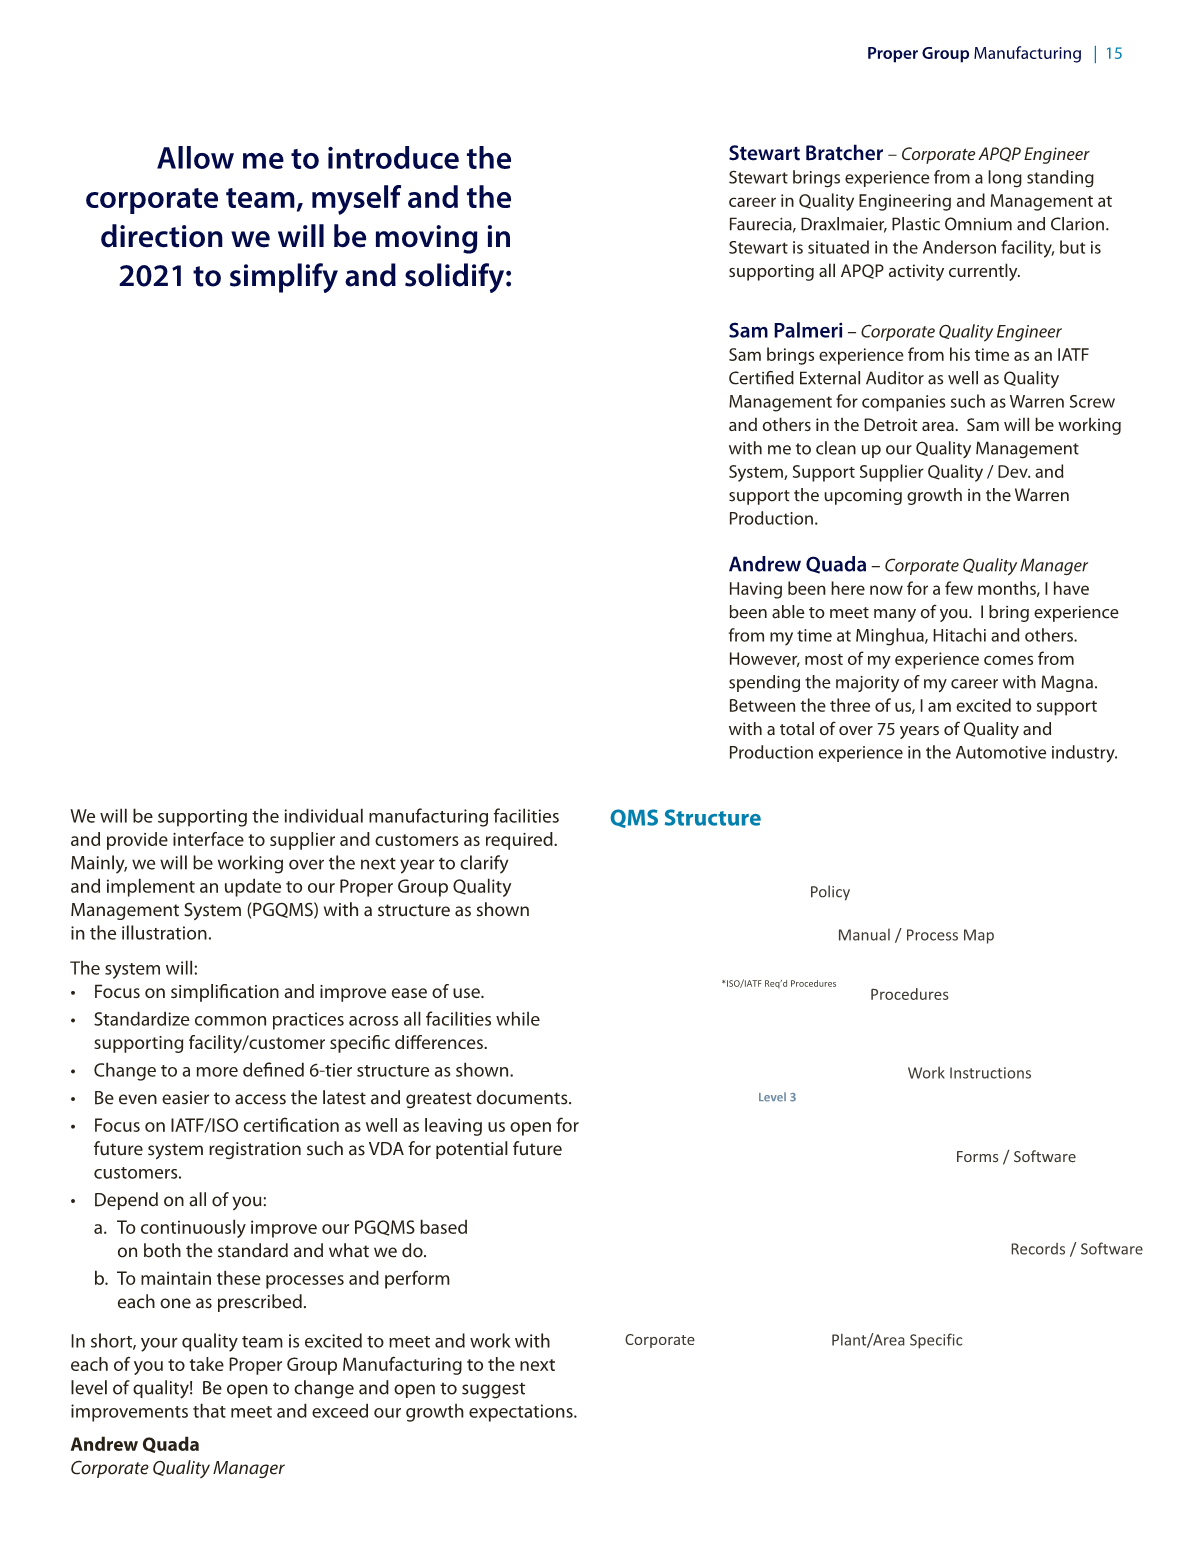 Proper Group Manufacturing | 15
Allow me to introduce the
corporate team, myself and the
direction we will be moving in
2021 to simplify and solidify:
Stewart Bratcher – Corporate APQP Engineer
Stewart brings experience from a long standing
career in Quality Engineering and Management at
Faurecia, Draxlmaier, Plastic Omnium and Clarion.
Stewart is situated in the Anderson facility, but is
supporting all APQP activity currently.
Sam Palmeri – Corporate Quality Engineer
Sam brings experience from his time as an IATF
Certified External Auditor as well as Quality
Management for companies such as Warren Screw
and others in the Detroit area.  Sam will be working
with me to clean up our Quality Management
System, Support Supplier Quality / Dev. and
support the upcoming growth in the Warren
Production.
Andrew Quada – Corporate Quality Manager
Having been here now for a few months, I have
been able to meet many of you.  I bring experience
from my time at Minghua, Hitachi and others.
However, most of my experience comes from
spending the majority of my career with Magna.
Between the three of us, I am excited to support
with a total of over 75 years of Quality and
Production experience in the Automotive industry.
We will be supporting the individual manufacturing facilities
and provide interface to supplier and customers as required.
Mainly, we will be working over the next year to clarify
and implement an update to our Proper Group Quality
Management System (PGQMS) with a structure as shown
in the illustration.
The system will:
• Focus on simplification and improve ease of use.
• Standardize common practices across all facilities while
supporting facility/customer specific differences.
• Change to a more defined 6-tier structure as shown.
• Be even easier to access the latest and greatest documents.
• Focus on IATF/ISO certification as well as leaving us open for
future system registration such as VDA for potential future
customers.
• Depend on all of you:
a. To continuously improve our PGQMS based
on both the standard and what we do.
b. To maintain these processes and perform
each one as prescribed.
In short, your quality team is excited to meet and work with
each of you to take Proper Group Manufacturing to the next
level of quality!  Be open to change and open to suggest
improvements that meet and exceed our growth expectations.
Andrew Quada
Corporate Quality Manager
QMS Structure
Policy
Manual / Process Map
*ISO/IATF Req'd Procedures
Procedures
Work Instructions
Level 3
Forms / Software
Records / Software
Corporate
Plant/Area Specific